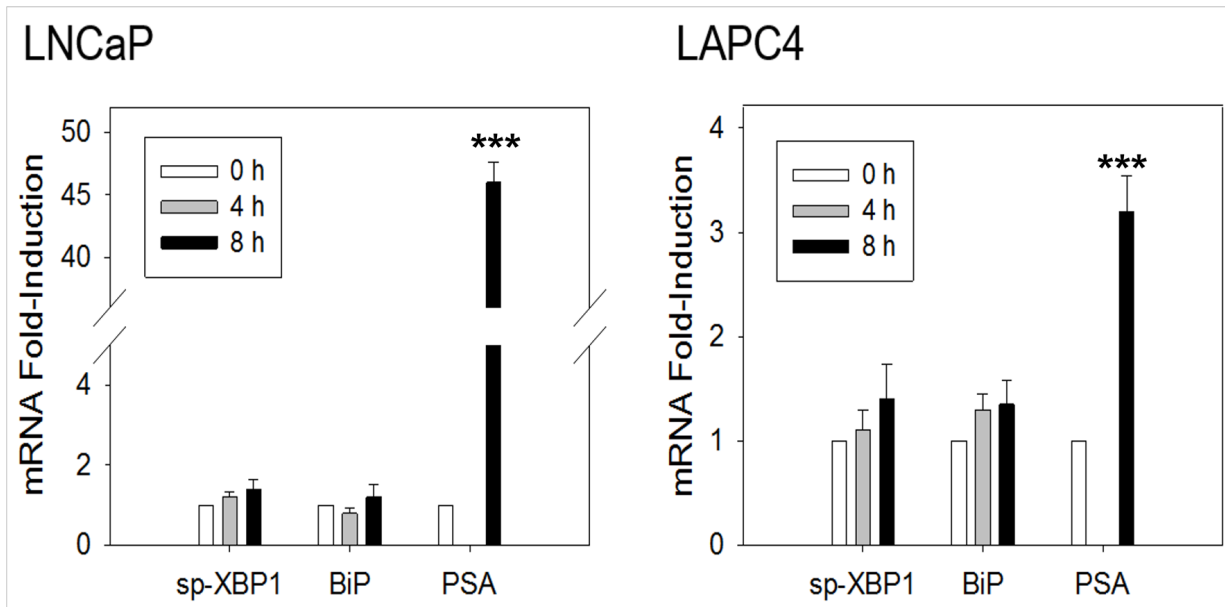 LNCaP
mRNA Fold-Induction
50
45
40
4
2
0
0 h
4 h
8 h
***
sp-XBP1
BiP
PSA
LAPC4
mRNA Fold-Induction
4
3
2
1
0
0 h
4 h
8 h
***
sp-XBP1
BiP
PSA